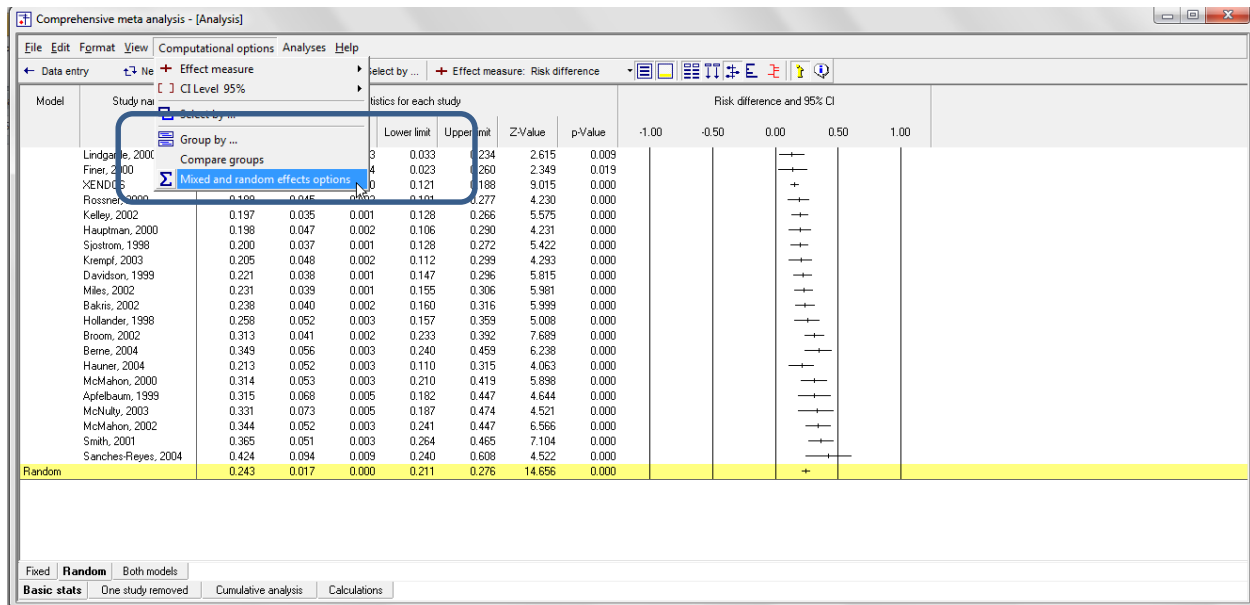 Comprehensive meta analysis - [Analysis]
File Edit Format View Computational options Analyses Help
← Data entry Ne Select by ... + Effect measure: Risk difference
Effect measure
[ ] CI Level 95%
Select by ...
Group by ...
Compare groups
Σ Mixed and random effects options
Model Study nar tistics for each study Risk difference and 95% CI
Lower limit Upper limit Z-Value p-Value -1.00 -0.50 0.00 0.50 1.00
Lindgarde, 2000 3 0.033 0.234 2.615 0.009
Finer, 2000 4 0.023 0.260 2.349 0.019
XENDOS 0 0.121 0.188 9.015 0.000
Rossner, 2000 0.189 0.045 0.002 0.101 0.277 4.230 0.000
Kelley, 2002 0.197 0.035 0.001 0.128 0.266 5.575 0.000
Hauptman, 2000 0.198 0.047 0.002 0.106 0.290 4.231 0.000
Sjostrom, 1998 0.200 0.037 0.001 0.128 0.272 5.422 0.000
Krempf, 2003 0.205 0.048 0.002 0.112 0.299 4.293 0.000
Davidson, 1999 0.221 0.038 0.001 0.147 0.296 5.815 0.000
Miles, 2002 0.231 0.039 0.001 0.155 0.306 5.981 0.000
Bakris, 2002 0.238 0.040 0.002 0.160 0.316 5.999 0.000
Hollander, 1998 0.258 0.052 0.003 0.157 0.359 5.008 0.000
Broom, 2002 0.313 0.041 0.002 0.233 0.392 7.689 0.000
Berne, 2004 0.349 0.056 0.003 0.240 0.459 6.238 0.000
Hauner, 2004 0.213 0.052 0.003 0.110 0.315 4.063 0.000
McMahon, 2000 0.314 0.053 0.003 0.210 0.419 5.898 0.000
Apfelbaum, 1999 0.315 0.068 0.005 0.182 0.447 4.644 0.000
McNulty, 2003 0.331 0.073 0.005 0.187 0.474 4.521 0.000
McMahon, 2002 0.344 0.052 0.003 0.241 0.447 6.566 0.000
Smith, 2001 0.365 0.051 0.003 0.264 0.465 7.104 0.000
Sanches-Reyes, 2004 0.424 0.094 0.009 0.240 0.608 4.522 0.000
Random 0.243 0.017 0.000 0.211 0.276 14.656 0.000
Fixed Random Both models
Basic stats One study removed Cumulative analysis Calculations